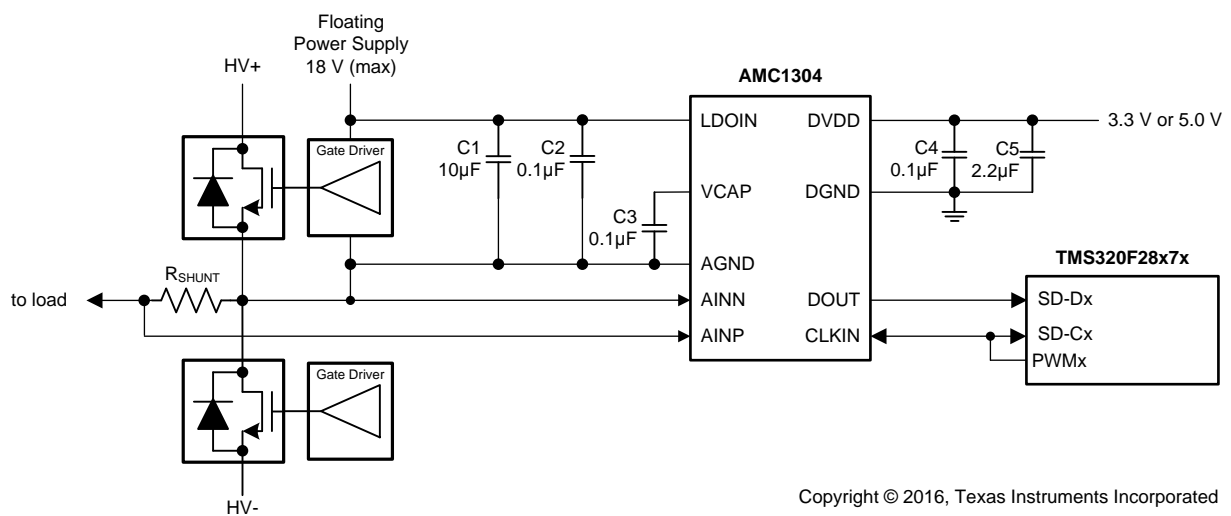 Floating
Power Supply
18 V (max)
HV+
AMC1304
LDOIN
DVDD
3.3 V or 5.0 V
Gate Driver
C1
10µF
C2
0.1µF
C4
0.1µF
C5
2.2µF
VCAP
DGND
C3
0.1µF
AGND
TMS320F28x7x
RSHUNT
to load
AINN
DOUT
SD-Dx
AINP
CLKIN
SD-Cx
PWMx
Gate Driver
HV-
Copyright © 2016, Texas Instruments Incorporated